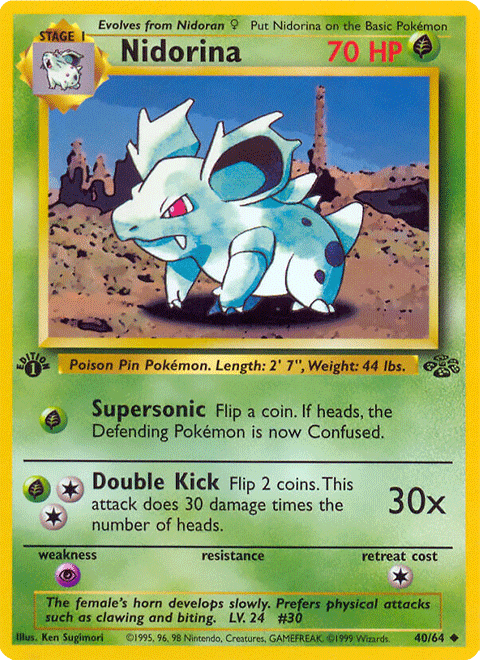 Evolves from Nidoran ♀ Put Nidorina on the Basic Pokémon
STAGE 1
Nidorina 70 HP
EDITION
1
Poison Pin Pokémon. Length: 2' 7", Weight: 44 lbs.
Supersonic Flip a coin. If heads, the
Defending Pokémon is now Confused.
Double Kick Flip 2 coins. This
attack does 30 damage times the
number of heads.
30x
weakness resistance retreat cost
The female's horn develops slowly. Prefers physical attacks
such as clawing and biting. LV. 24 #30
Illus. Ken Sugimori ©1995, 96, 98 Nintendo, Creatures, GAMEFREAK. ©1999 Wizards. 40/64 ◆